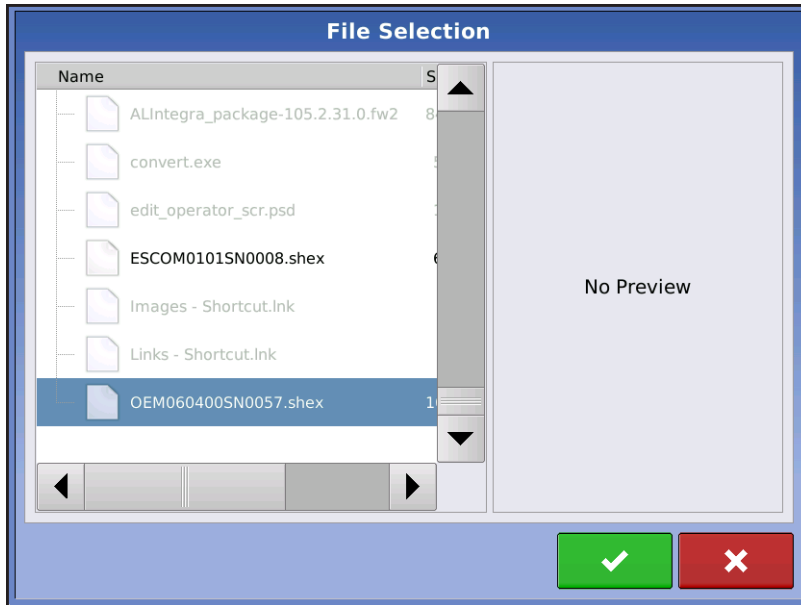 File Selection
Name S
ALIntegra_package-105.2.31.0.fw2 84
convert.exe
edit_operator_scr.psd
ESCOM0101SN0008.shex
Images - Shortcut.lnk
Links - Shortcut.lnk
OEM060400SN0057.shex
No Preview